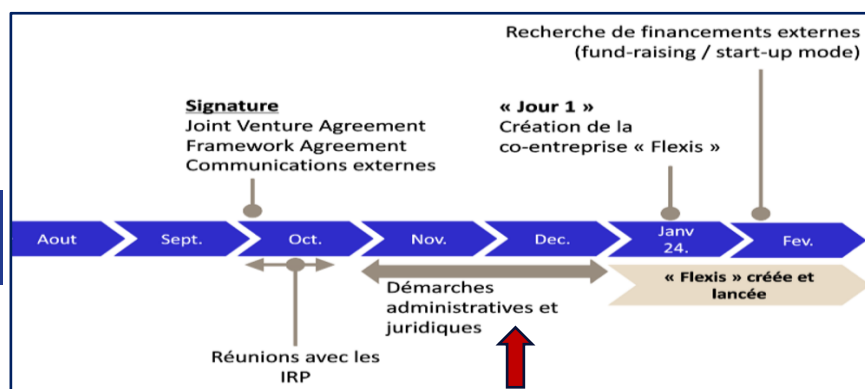 Recherche de financements externes
(fund-raising / start-up mode)
Signature
Joint Venture Agreement
Framework Agreement
Communications externes
« Jour 1 »
Création de la
co-entreprise « Flexis »
Aout
Sept.
Oct.
Nov.
Dec.
Janv
24.
Fev.
Réunions avec les
IRP
Démarches
administratives et
juridiques
« Flexis » créée et
lancée